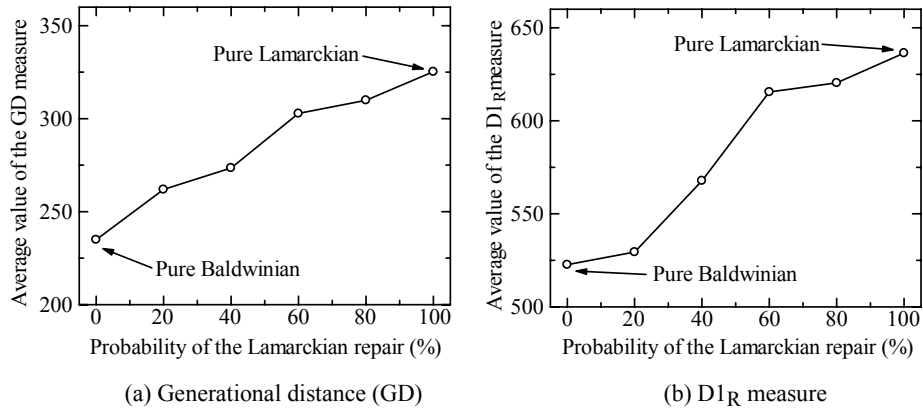 350
300
250
200
Average value of the GD measure
Pure Lamarckian
Pure Baldwinian
0 20 40 60 80 100
Probability of the Lamarckian repair (%)
(a) Generational distance (GD)
650
600
550
500
Average value of the D1R measure
Pure Lamarckian
Pure Baldwinian
0 20 40 60 80 100
Probability of the Lamarckian repair (%)
(b) D1R measure